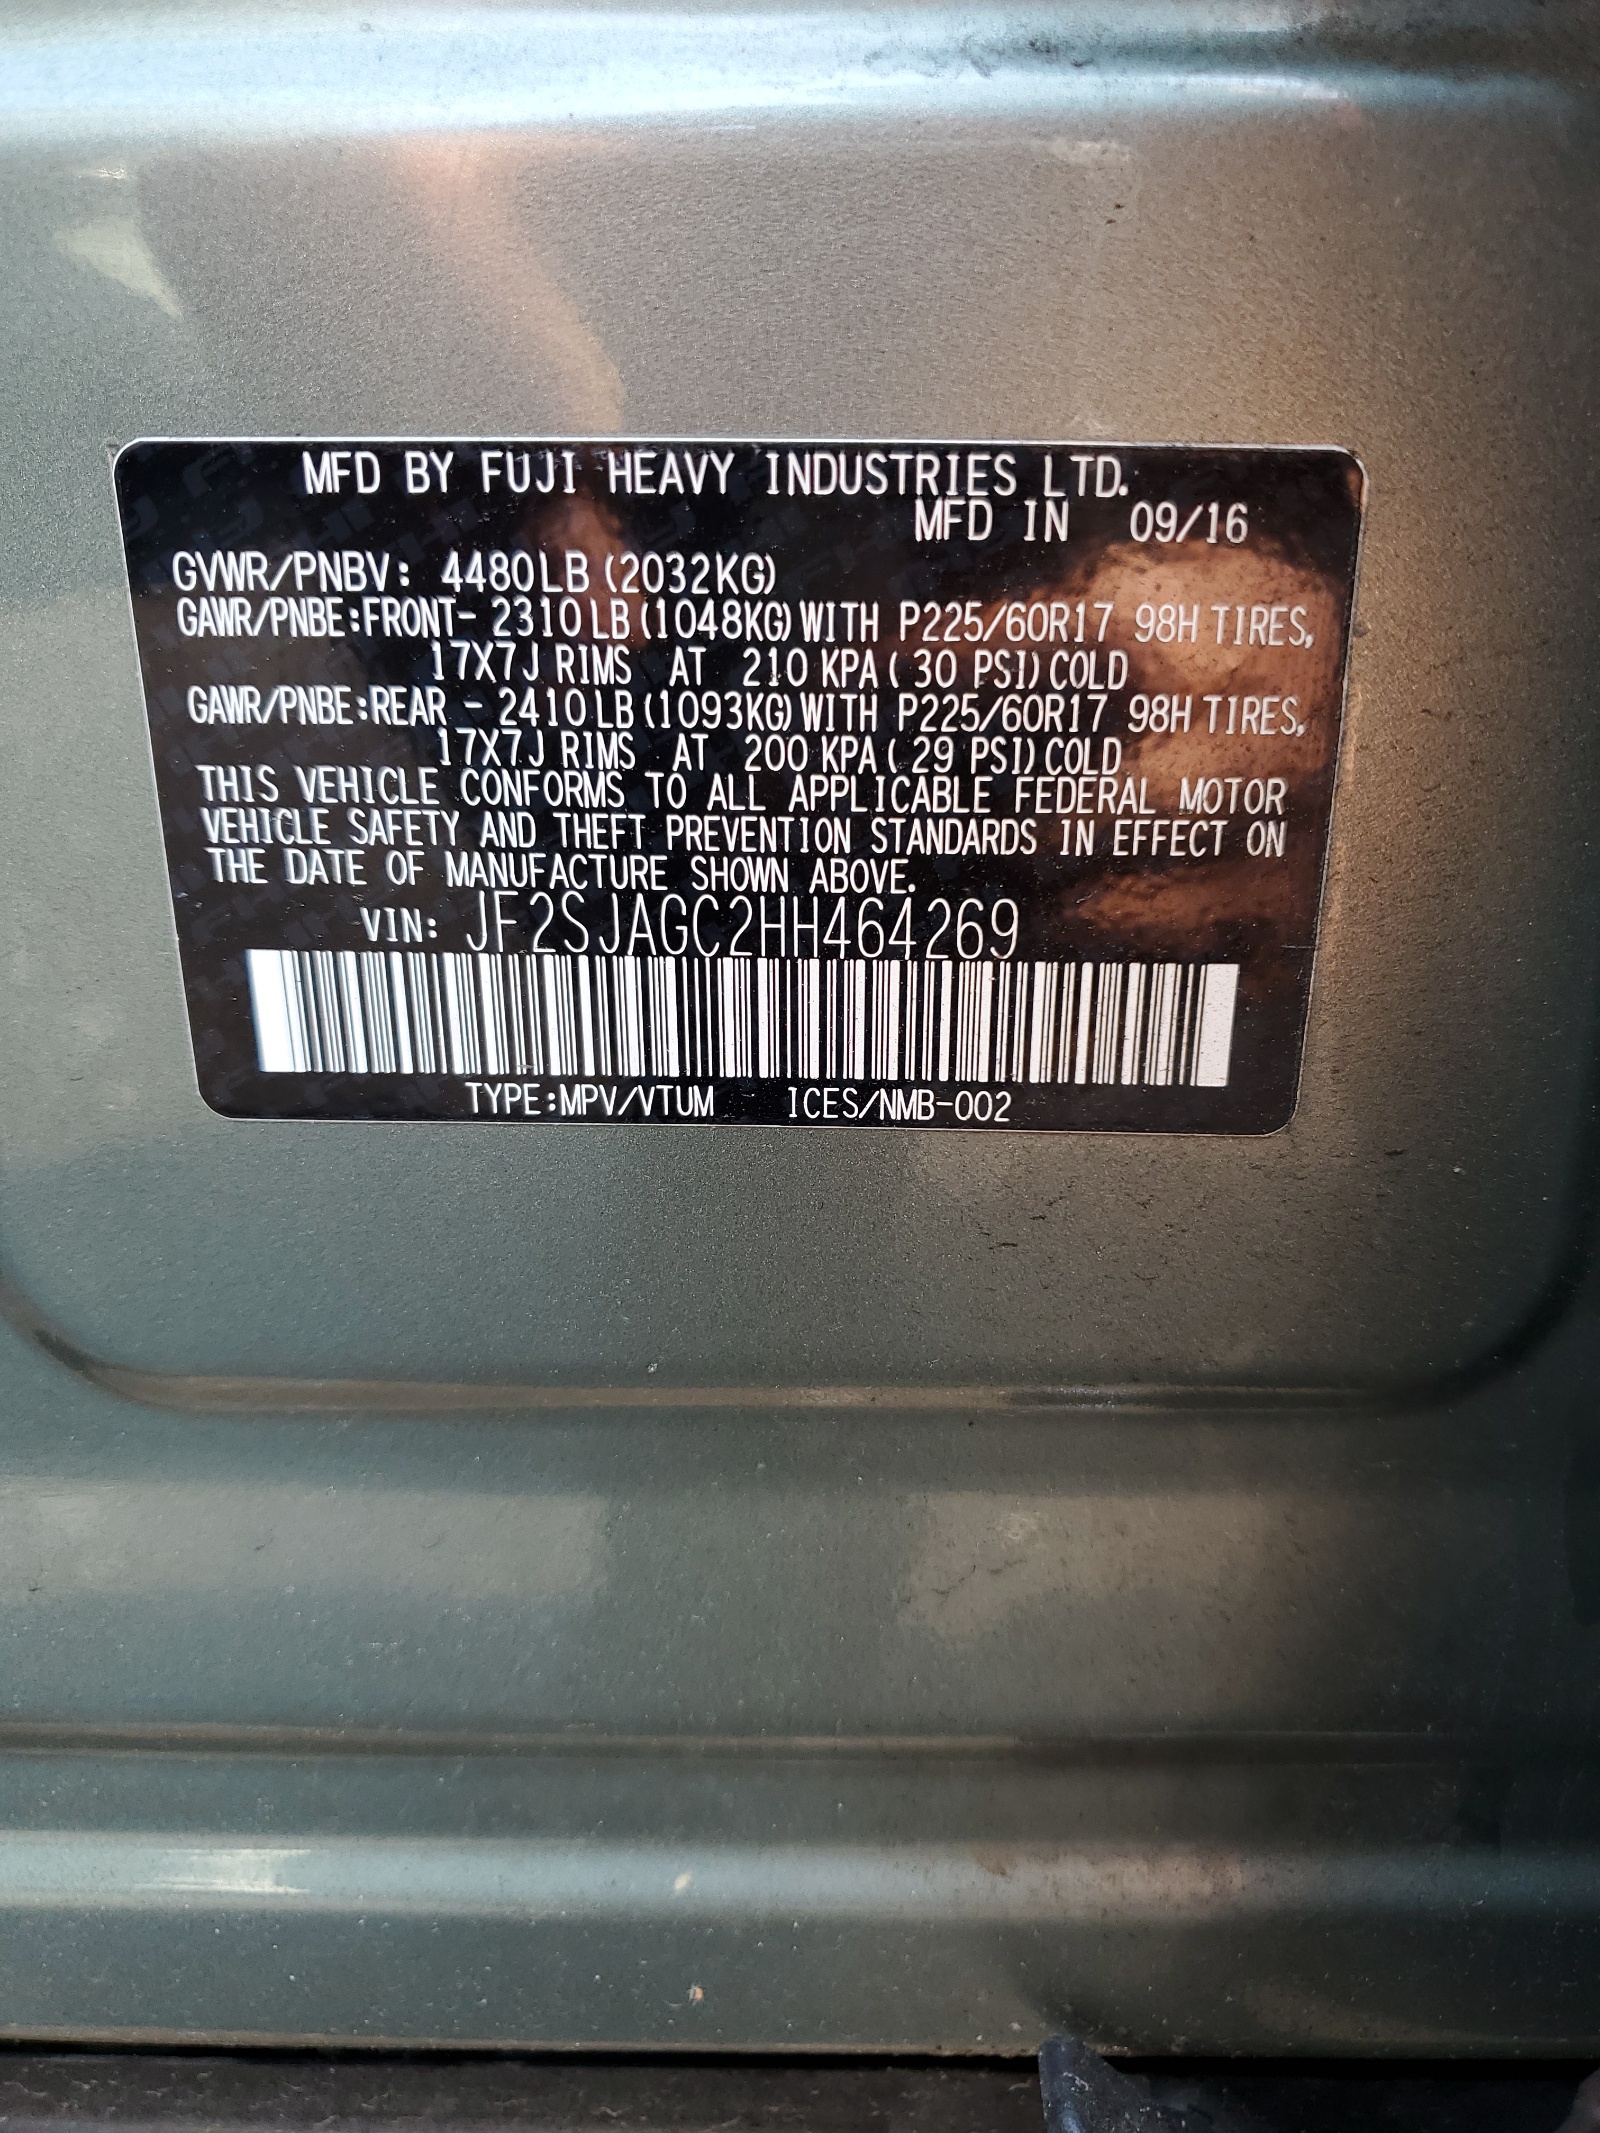 MFD BY FUJI HEAVY INDUSTRIES LTD.
MFD IN 09/16
GVWR/PNBV: 4480LB (2032KG)
GAWR/PNBE:FRONT- 2310LB (1048KG) WITH P225/60R17 98H TIRES,
17X7J RIMS AT 210 KPA ( 30 PSI) COLD
GAWR/PNBE:REAR - 2410LB (1093KG) WITH P225/60R17 98H TIRES,
17X7J RIMS AT 200 KPA ( 29 PSI) COLD
THIS VEHICLE CONFORMS TO ALL APPLICABLE FEDERAL MOTOR
VEHICLE SAFETY AND THEFT PREVENTION STANDARDS IN EFFECT ON
THE DATE OF MANUFACTURE SHOWN ABOVE.
VIN: JF2SJAGC2HH464269
TYPE:MPV/VTUM ICES/NMB-002